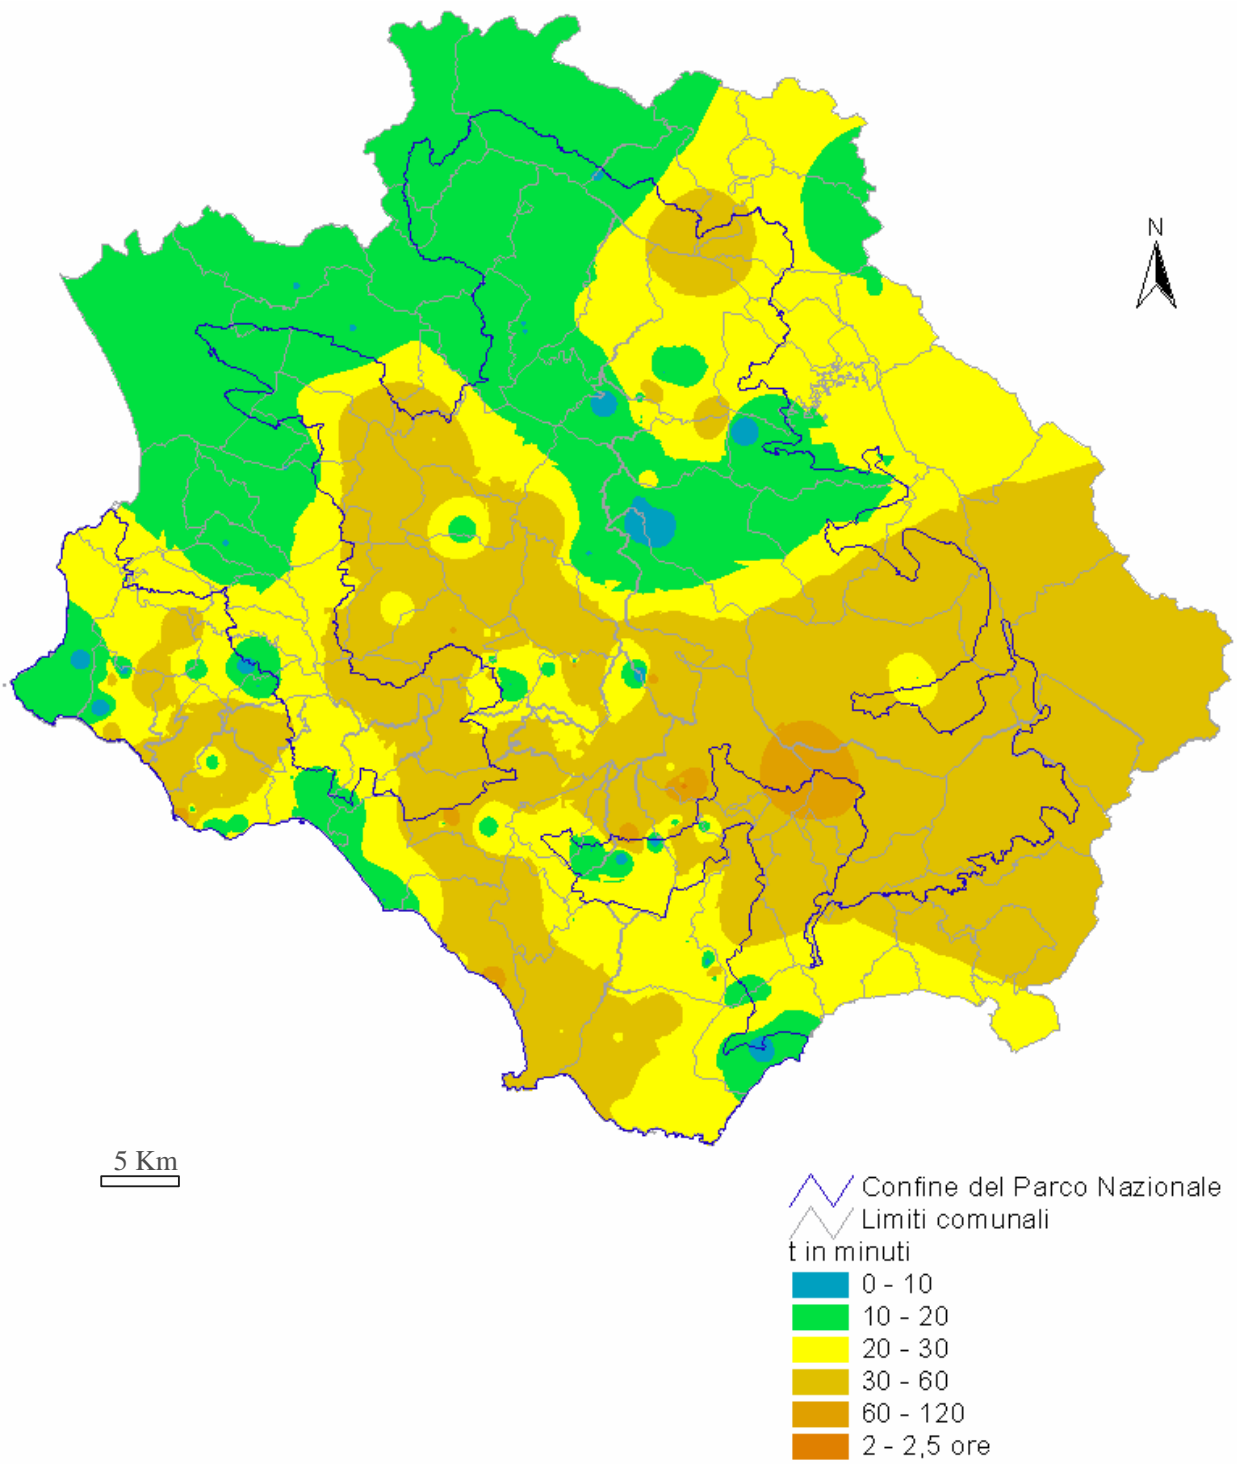 N
5 Km
Confine del Parco Nazionale
Limiti comunali
t in minuti
0 - 10
10 - 20
20 - 30
30 - 60
60 - 120
2 - 2,5 ore